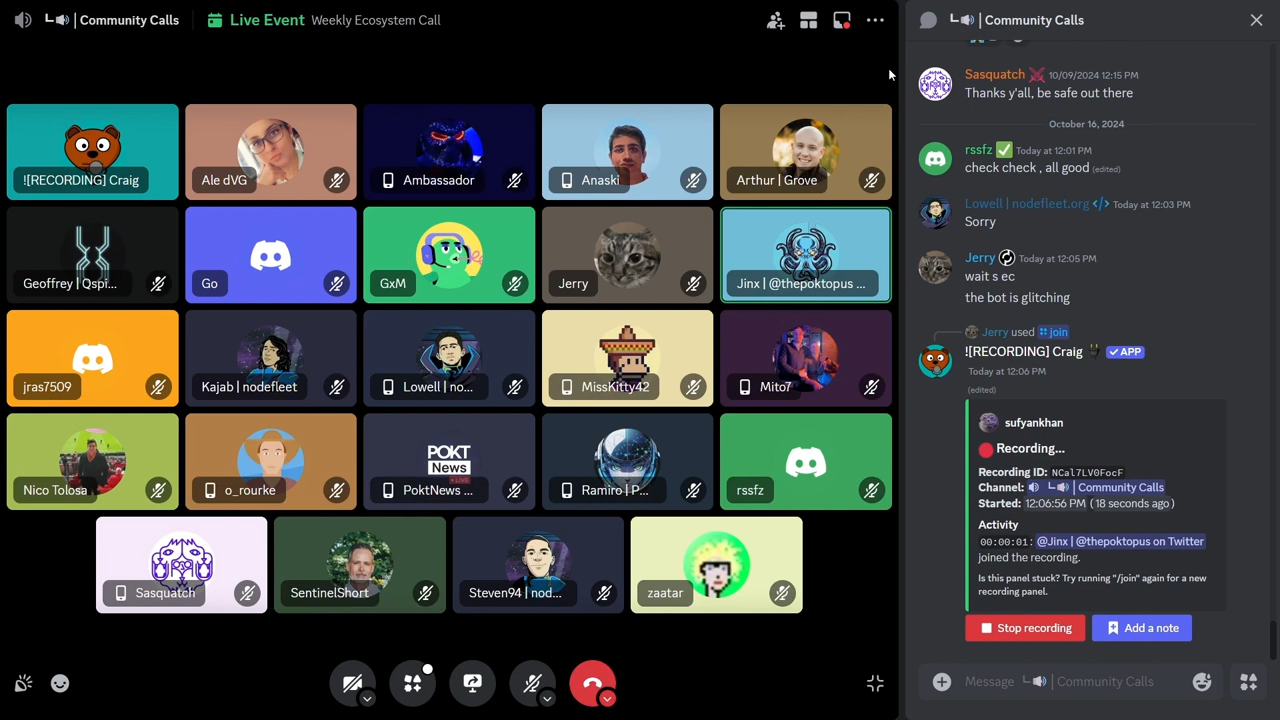 └🔊 | Community Calls
Live Event Weekly Ecosystem Call
![RECORDING] Craig
Ale dVG
Ambassador
Anaski
Arthur | Grove
Geoffrey | Qspi...
Go
GxM
Jerry
Jinx | @thepoktopus ...
jras7509
Kajab | nodefleet
Lowell | no...
MissKitty42
Mito7
POKT
News
LIVE
Nico Tolosa
o_rourke
PoktNews ...
Ramiro | P...
rssfz
Sasquatch
SentinelShort
Steven94 | nod...
zaatar
└🔊 | Community Calls
Sasquatch 10/09/2024 12:15 PM
Thanks y'all, be safe out there
October 16, 2024
rssfz ✅ Today at 12:01 PM
check check , all good (edited)
Lowell | nodefleet.org </> Today at 12:03 PM
Sorry
Jerry Today at 12:05 PM
wait s ec
the bot is glitching
Jerry used join
![RECORDING] Craig ✓ APP
Today at 12:06 PM
(edited)
sufyankhan
🔴 Recording...
Recording ID: NCal7LV0FocF
Channel: 🔊 └🔊 | Community Calls
Started: 12:06:56 PM (18 seconds ago)
Activity
00:00:01: @Jinx | @thepoktopus on Twitter
joined the recording.
Is this panel stuck? Try running "/join" again for a new
recording panel.
Stop recording
Add a note
Message └🔊 | Community Calls